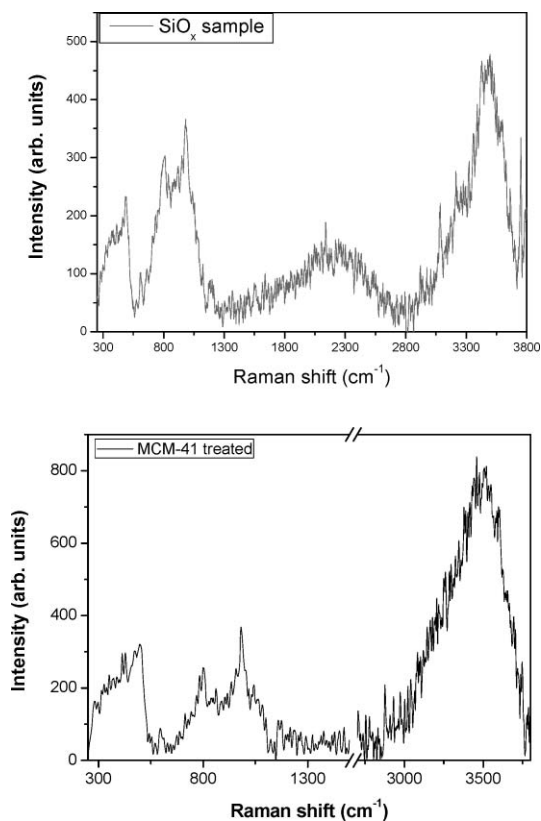 SiOₓ sample
Intensity (arb. units)
500
400
300
200
100
0
300 800 1300 1800 2300 2800 3300 3800
Raman shift (cm⁻¹)
MCM-41 treated
Intensity (arb. units)
800
600
400
200
0
300 800 1300 3000 3500
Raman shift (cm⁻¹)